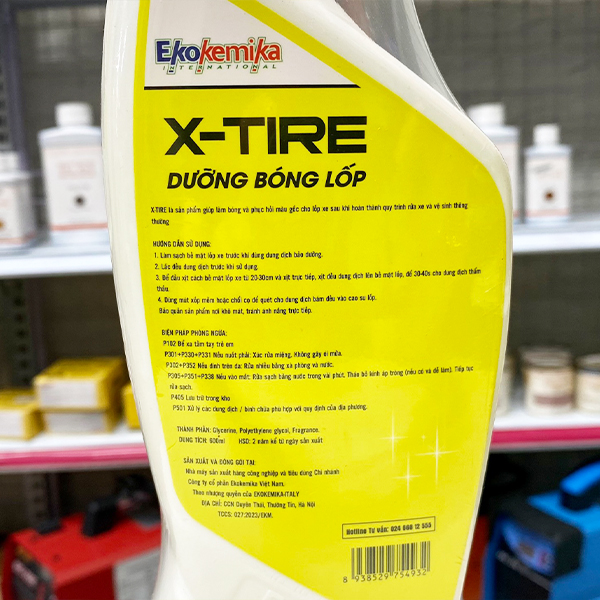 Ekokemika
INTERNATIONAL
X-TIRE
DƯỠNG BÓNG LỐP
X-TIRE là sản phẩm giúp làm bóng và phục hồi màu gốc cho lốp xe sau khi hoàn thành quy trình rửa xe và vệ sinh thông
thường
HƯỚNG DẪN SỬ DỤNG:
1. Làm sạch bề mặt lốp xe trước khi dùng dung dịch bảo dưỡng.
2. Lắc đều dung dịch trước khi sử dụng.
3. Để đầu xịt cách bề mặt lốp xe từ 20-30cm và xịt trực tiếp, xịt đều dung dịch lên bề mặt lốp, để 30-40s cho dung dịch thẩm
thấu.
4. Dùng mút xốp mềm hoặc chổi cọ để quét cho dung dịch bám đều vào cao su lốp.
Bảo quản sản phẩm nơi khô mát, tránh ánh nắng trực tiếp.
BIỆN PHÁP PHÒNG NGỪA:
P102 Để xa tầm tay trẻ em
P301+P330+P331 Nếu nuốt phải: Xúc rửa miệng. Không gây ói mửa.
P302+P352 Nếu dính trên da: Rửa nhiều bằng xà phòng và nước.
P305+P351+P338 Nếu vào mắt: Rửa sạch bằng nước trong vài phút. Tháo bỏ kính áp tròng (nếu có và dễ làm). Tiếp tục
rửa sạch.
P405 Lưu trữ trong kho
P501 Xử lý các dung dịch / bình chứa phù hợp với quy định của địa phương.
THÀNH PHẦN: Glycerine, Polyethylene glycol, Fragrance.
DUNG TÍCH: 600ml HSD: 2 năm kể từ ngày sản xuất
SẢN XUẤT VÀ ĐÓNG GÓI TẠI:
Nhà máy sản xuất hàng công nghiệp và tiêu dùng Chi nhánh
Công ty cổ phần Ekokemika Việt Nam.
Theo nhượng quyền của EKOKEMIKA-ITALY
ĐỊA CHỈ: CCN Duyên Thái, Thường Tín, Hà Nội
TCCS: 027:2023/EKM.
Hotline Tư vấn: 024 666 12 555
8 938529 754932